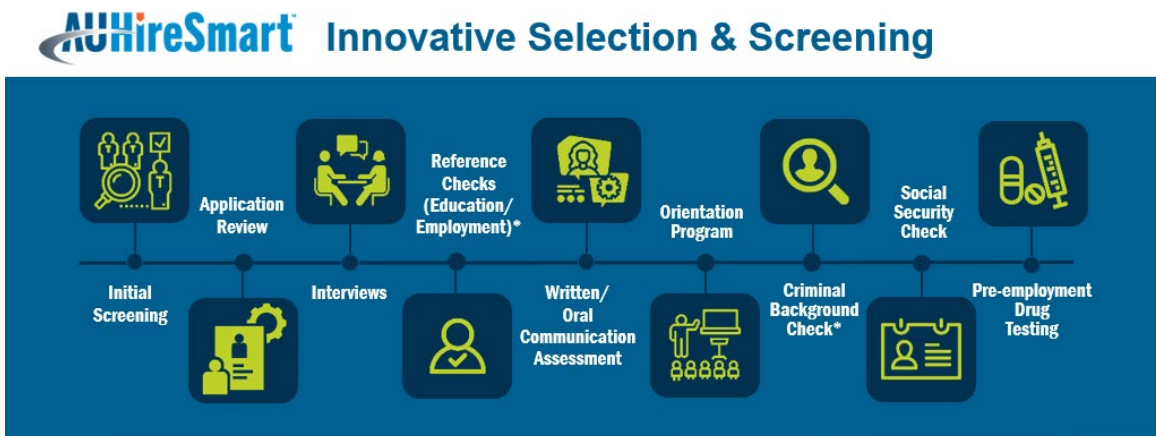 AUHireSmart™ Innovative Selection & Screening
Initial
Screening
Application
Review
Interviews
Reference
Checks
(Education/
Employment)*
Written/
Oral
Communication
Assessment
Orientation
Program
Criminal
Background
Check*
Social
Security
Check
Pre-employment
Drug
Testing